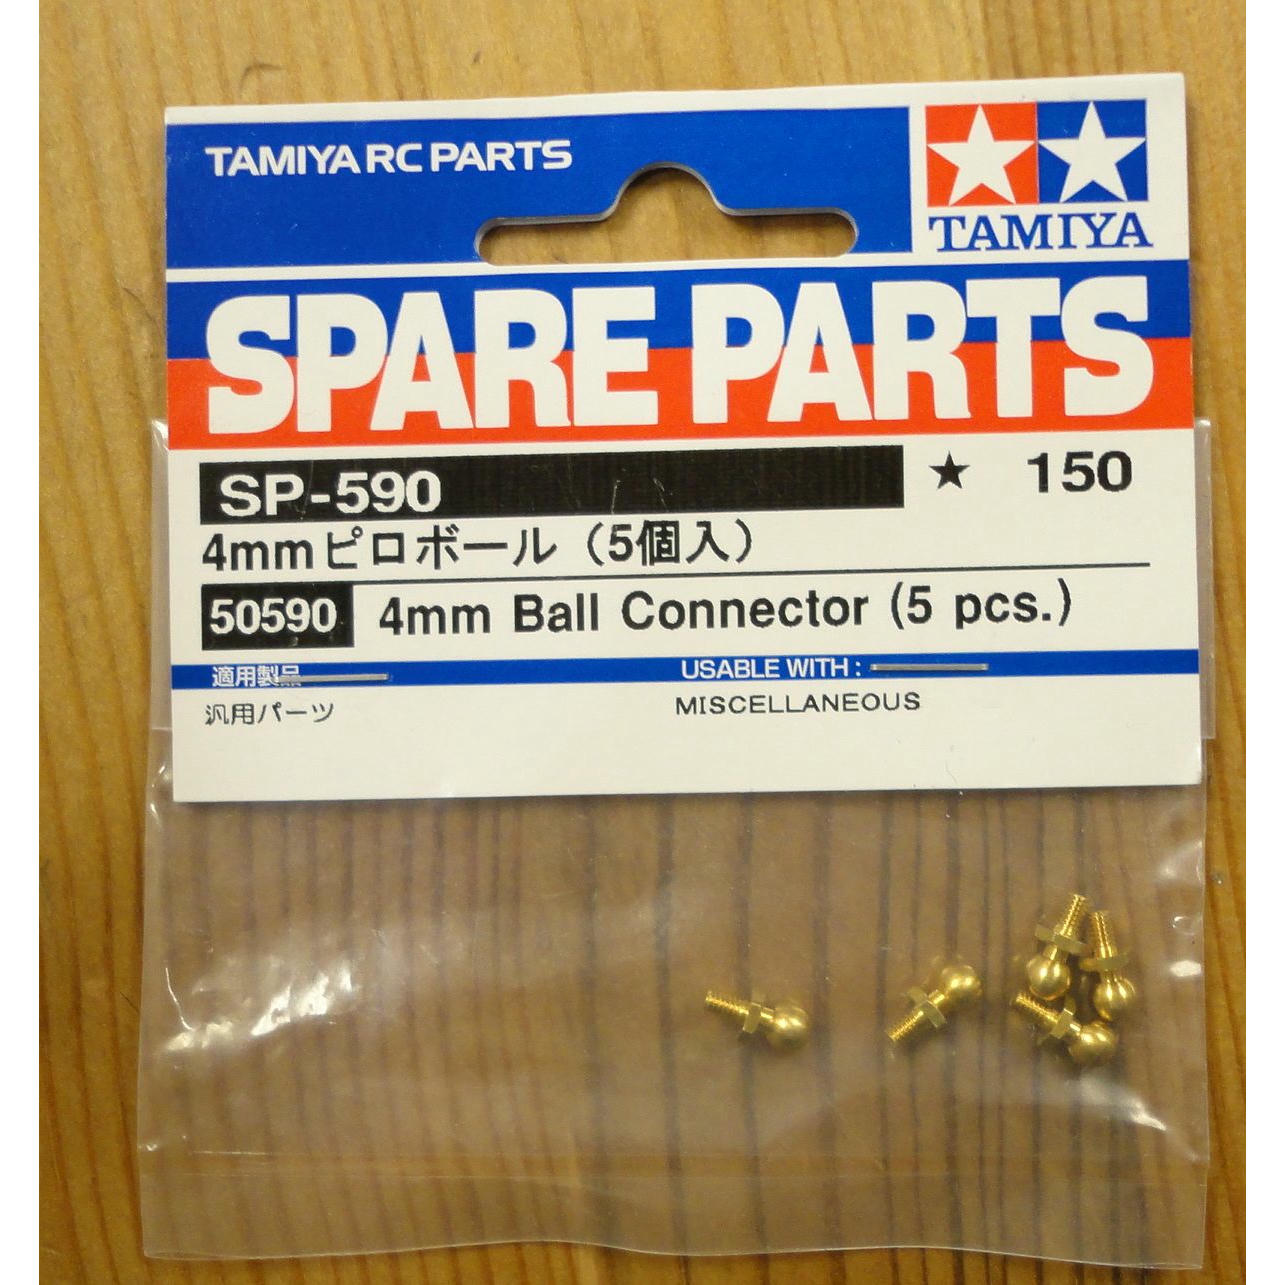 TAMIYA RC PARTS
TAMIYA
SPARE PARTS
SP-590 ★ 150
4mmピロボール（5個入）
50590 4mm Ball Connector (5 pcs.)
適用製品 USABLE WITH :
汎用パーツ MISCELLANEOUS